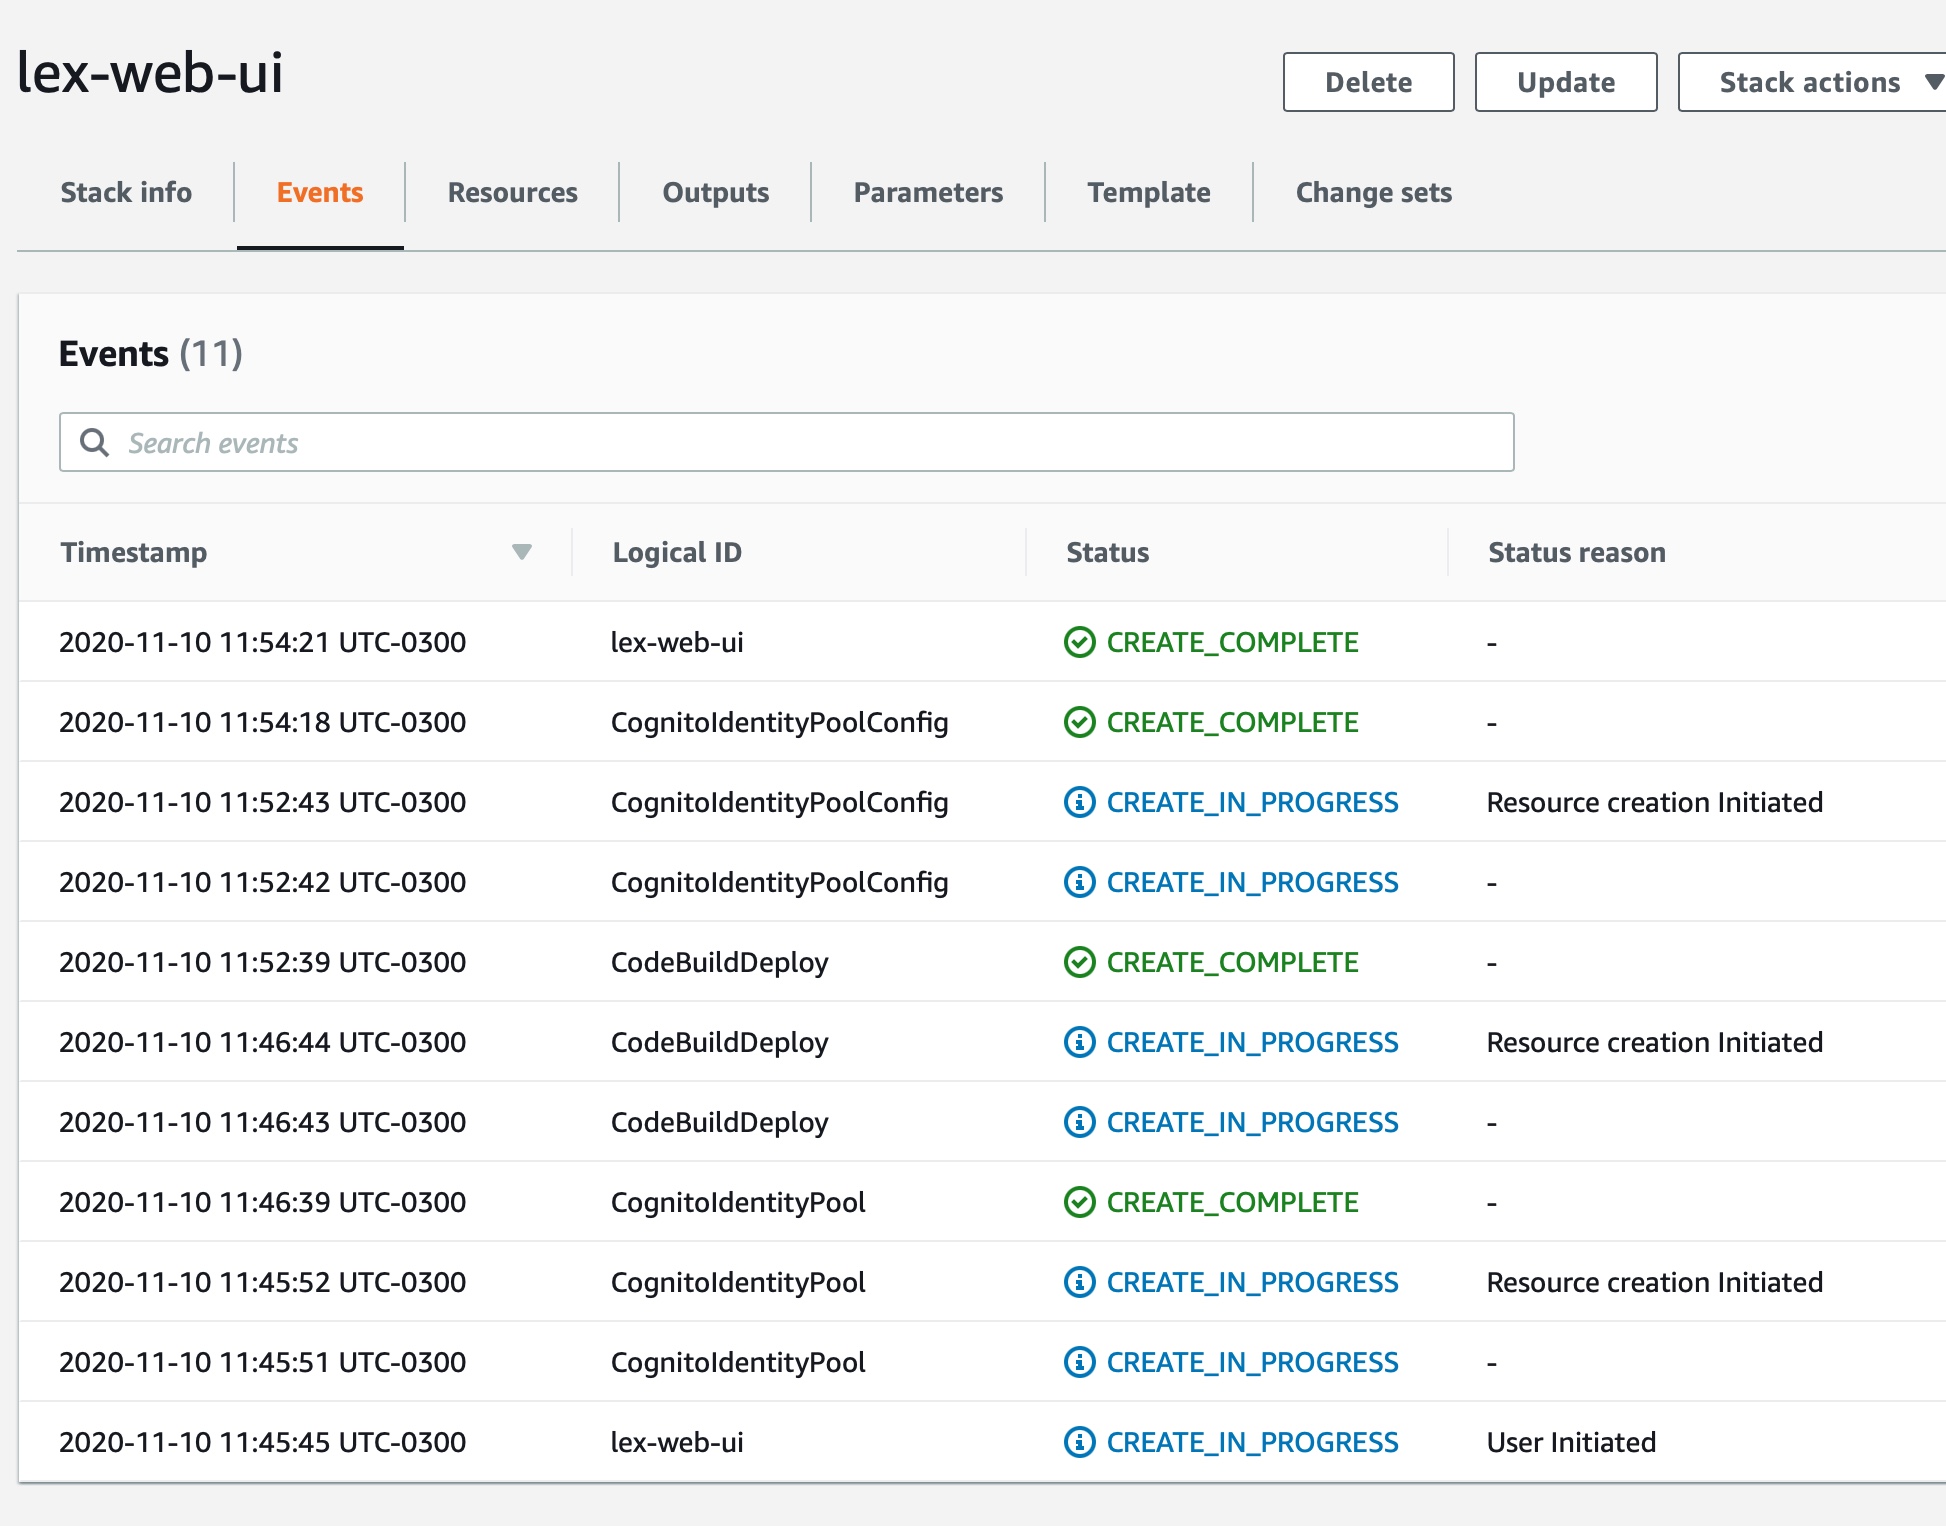 lex-web-ui
Delete Update Stack actions
Stack info Events Resources Outputs Parameters Template Change sets
Events (11)
Search events
Timestamp Logical ID Status Status reason
2020-11-10 11:54:21 UTC-0300 lex-web-ui CREATE_COMPLETE -
2020-11-10 11:54:18 UTC-0300 CognitoIdentityPoolConfig CREATE_COMPLETE -
2020-11-10 11:52:43 UTC-0300 CognitoIdentityPoolConfig CREATE_IN_PROGRESS Resource creation Initiated
2020-11-10 11:52:42 UTC-0300 CognitoIdentityPoolConfig CREATE_IN_PROGRESS -
2020-11-10 11:52:39 UTC-0300 CodeBuildDeploy CREATE_COMPLETE -
2020-11-10 11:46:44 UTC-0300 CodeBuildDeploy CREATE_IN_PROGRESS Resource creation Initiated
2020-11-10 11:46:43 UTC-0300 CodeBuildDeploy CREATE_IN_PROGRESS -
2020-11-10 11:46:39 UTC-0300 CognitoIdentityPool CREATE_COMPLETE -
2020-11-10 11:45:52 UTC-0300 CognitoIdentityPool CREATE_IN_PROGRESS Resource creation Initiated
2020-11-10 11:45:51 UTC-0300 CognitoIdentityPool CREATE_IN_PROGRESS -
2020-11-10 11:45:45 UTC-0300 lex-web-ui CREATE_IN_PROGRESS User Initiated